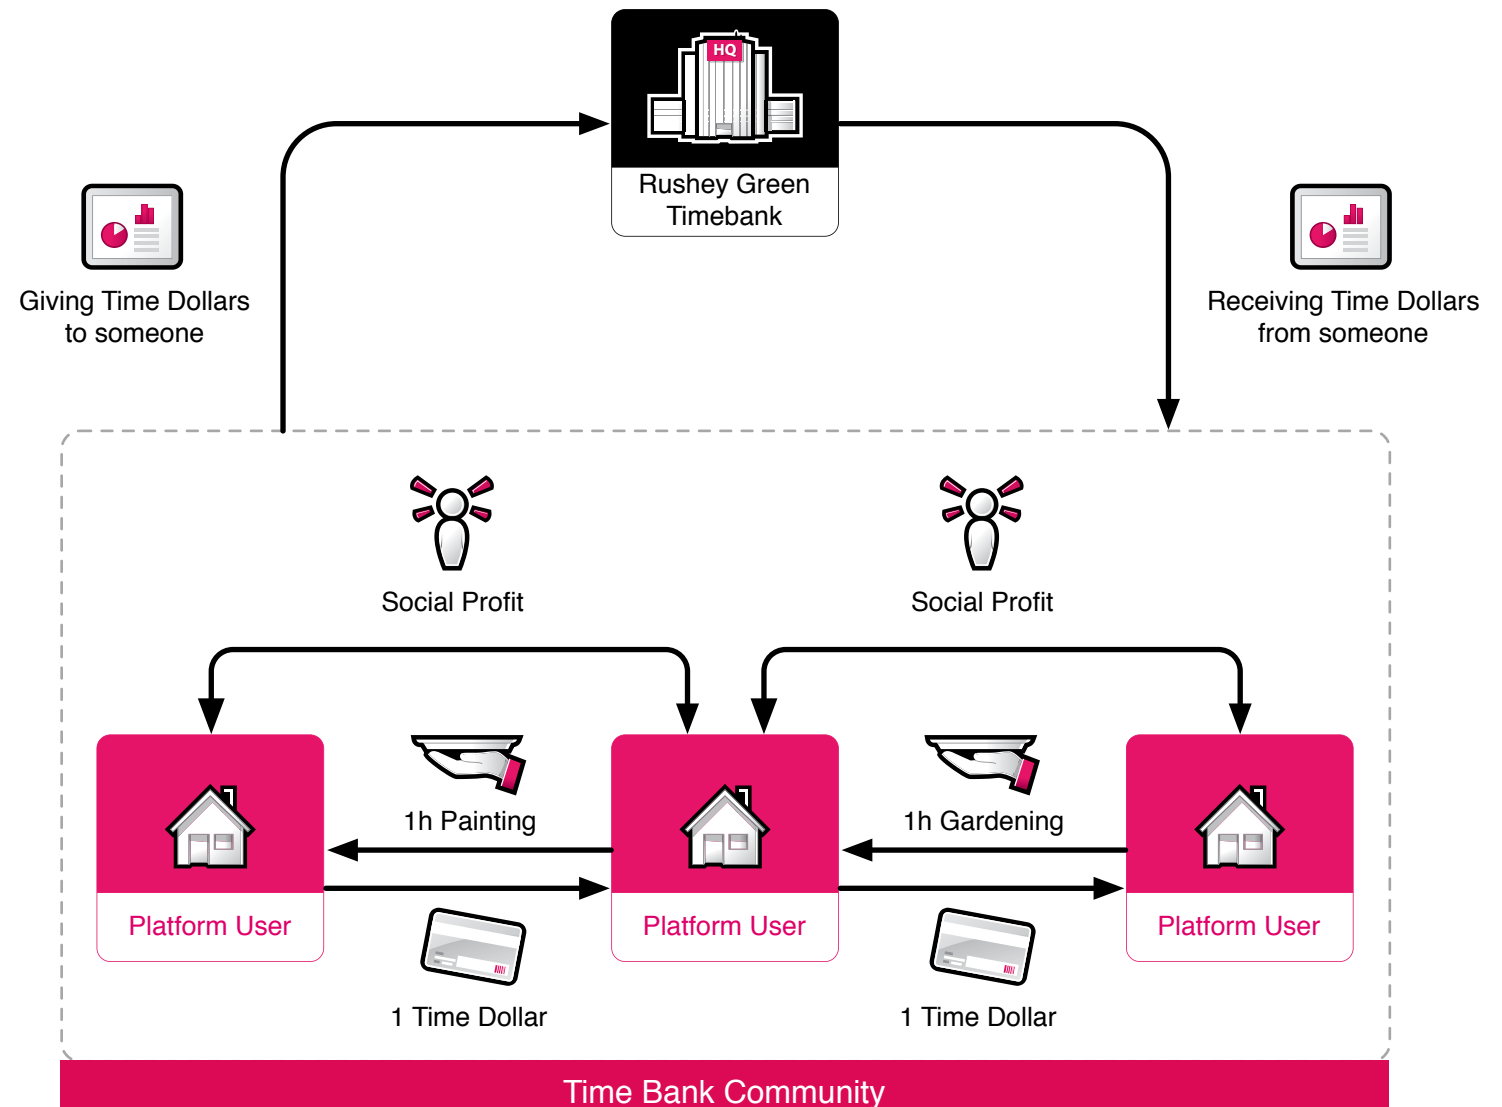 HQ
Rushey Green
Timebank
Giving Time Dollars
to someone
Receiving Time Dollars
from someone
Social Profit
Social Profit
1h Painting
1h Gardening
Platform User
Platform User
Platform User
1 Time Dollar
1 Time Dollar
Time Bank Community